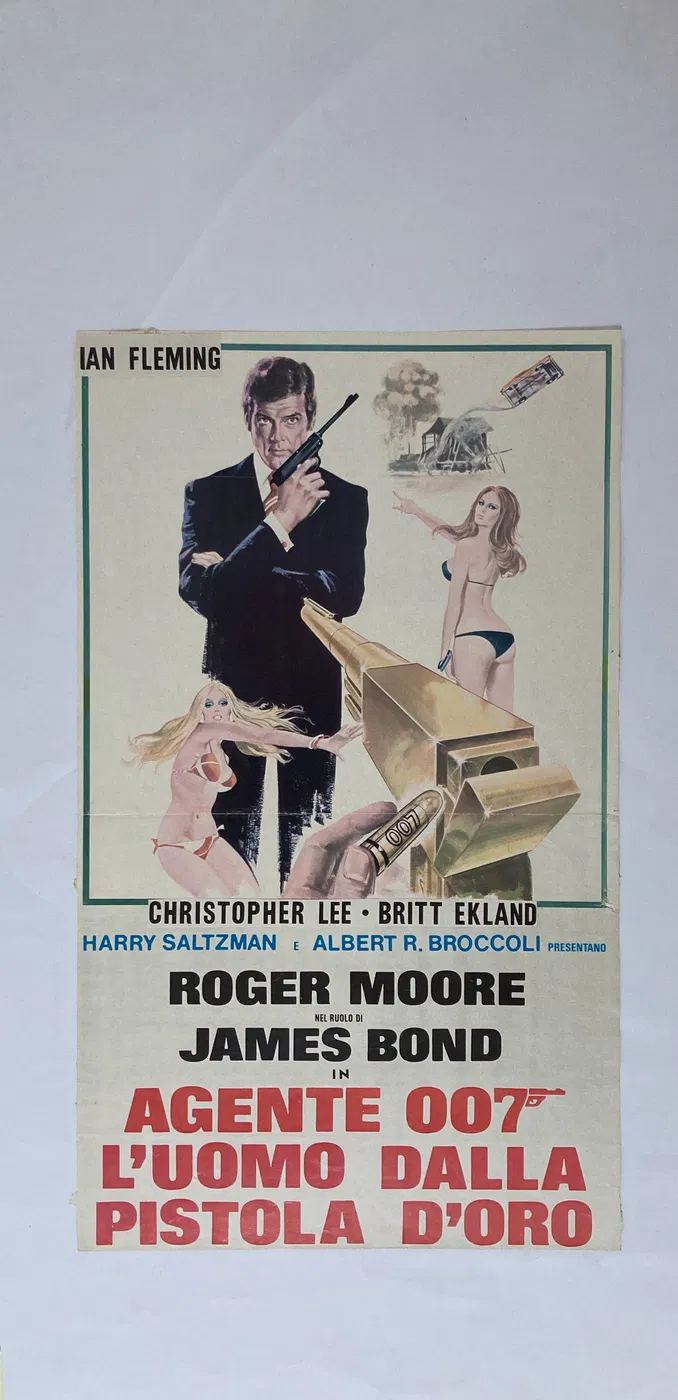 IAN FLEMING
007
CHRISTOPHER LEE • BRITT EKLAND
HARRY SALTZMAN E ALBERT R. BROCCOLI PRESENTANO
ROGER MOORE
NEL RUOLO DI
JAMES BOND
IN
AGENTE 007
L'UOMO DALLA
PISTOLA D'ORO